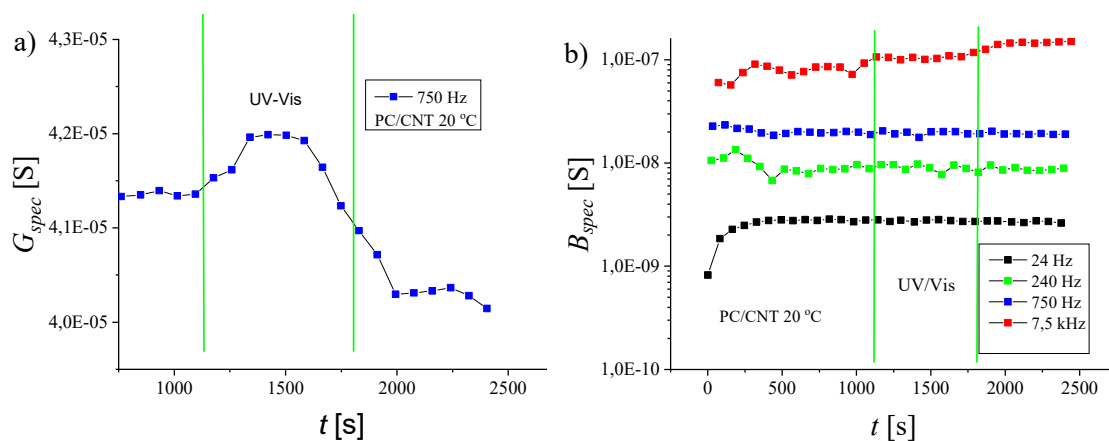 a)
G_spec [S]
4,3E-05
4,2E-05
4,1E-05
4,0E-05
UV-Vis
750 Hz
PC/CNT 20 °C
1000 1500 2000 2500
t [s]
b)
B_spec [S]
1,0E-07
1,0E-08
1,0E-09
1,0E-10
PC/CNT 20 °C
UV/Vis
24 Hz
240 Hz
750 Hz
7,5 kHz
0 500 1000 1500 2000 2500
t [s]